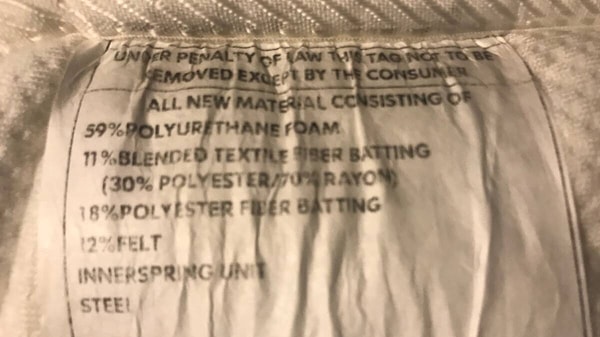 UNDER PENALTY OF LAW THIS TAG NOT TO BE
REMOVED EXCEPT BY THE CONSUMER
ALL NEW MATERIAL CONSISTING OF
59%POLYURETHANE FOAM
11%BLENDED TEXTILE FIBER BATTING
(30% POLYESTER/70% RAYON)
18%POLYESTER FIBER BATTING
12%FELT
INNERSPRING UNIT
STEEL